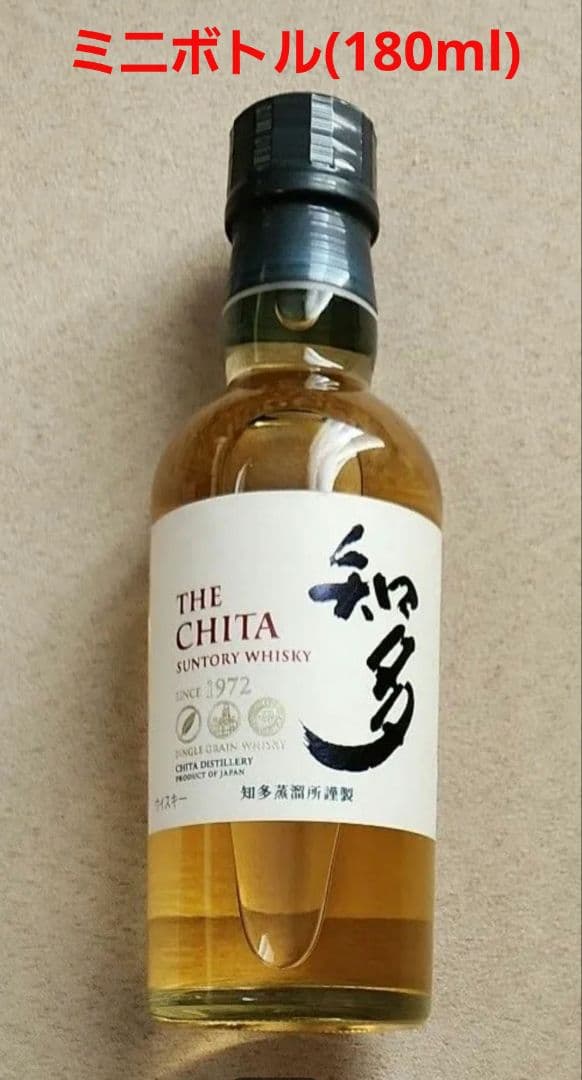 ミニボトル(180ml)
知多
THE
CHITA
SUNTORY WHISKY
SINCE 1972
SINGLE GRAIN WHISKY
CHITA DISTILLERY
PRODUCT OF JAPAN
ウイスキー 知多蒸溜所謹製